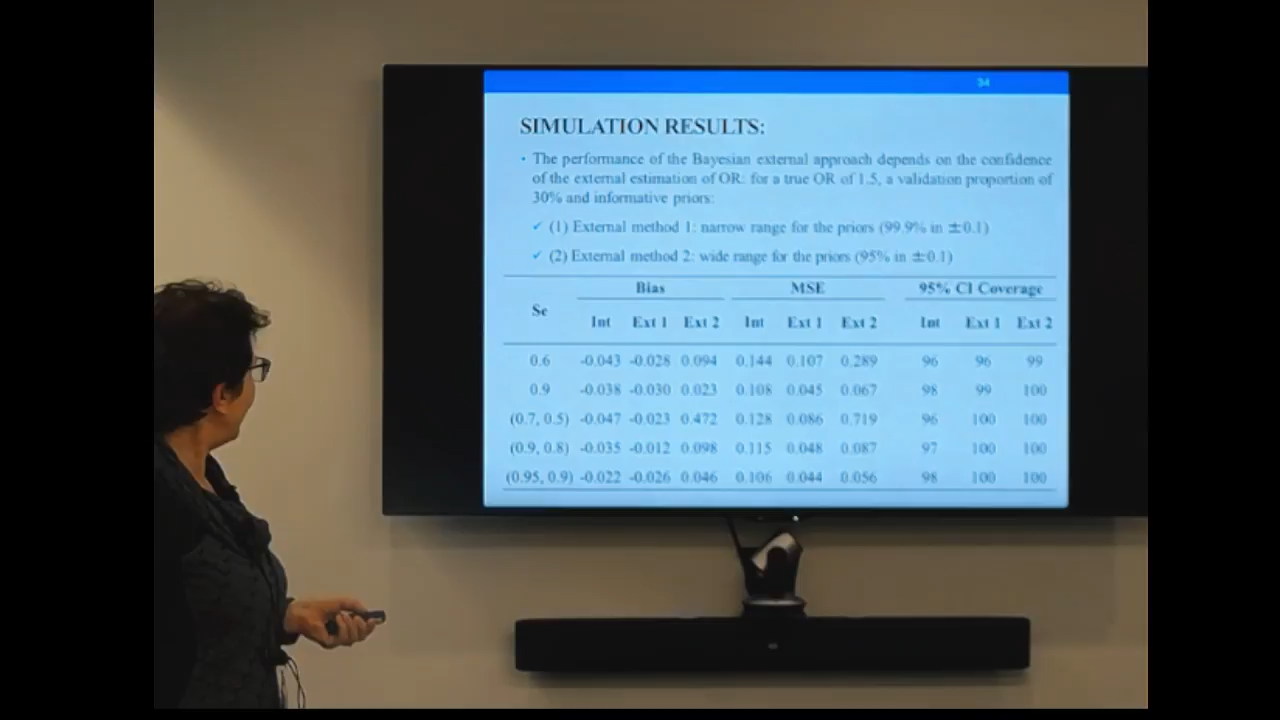 34
SIMULATION RESULTS:
• The performance of the Bayesian external approach depends on the confidence
of the external estimation of OR: for a true OR of 1.5, a validation proportion of
30% and informative priors:
✓ (1) External method 1: narrow range for the priors (99.9% in ±0.1)
✓ (2) External method 2: wide range for the priors (95% in ±0.1)
Se Bias MSE 95% CI Coverage
Int Ext 1 Ext 2 Int Ext 1 Ext 2 Int Ext 1 Ext 2
0.6 -0.043 -0.028 0.094 0.144 0.107 0.289 96 96 99
0.9 -0.038 -0.030 0.023 0.108 0.045 0.067 98 99 100
(0.7, 0.5) -0.047 -0.023 0.472 0.128 0.086 0.719 96 100 100
(0.9, 0.8) -0.035 -0.012 0.098 0.115 0.048 0.087 97 100 100
(0.95, 0.9) -0.022 -0.026 0.046 0.106 0.044 0.056 98 100 100